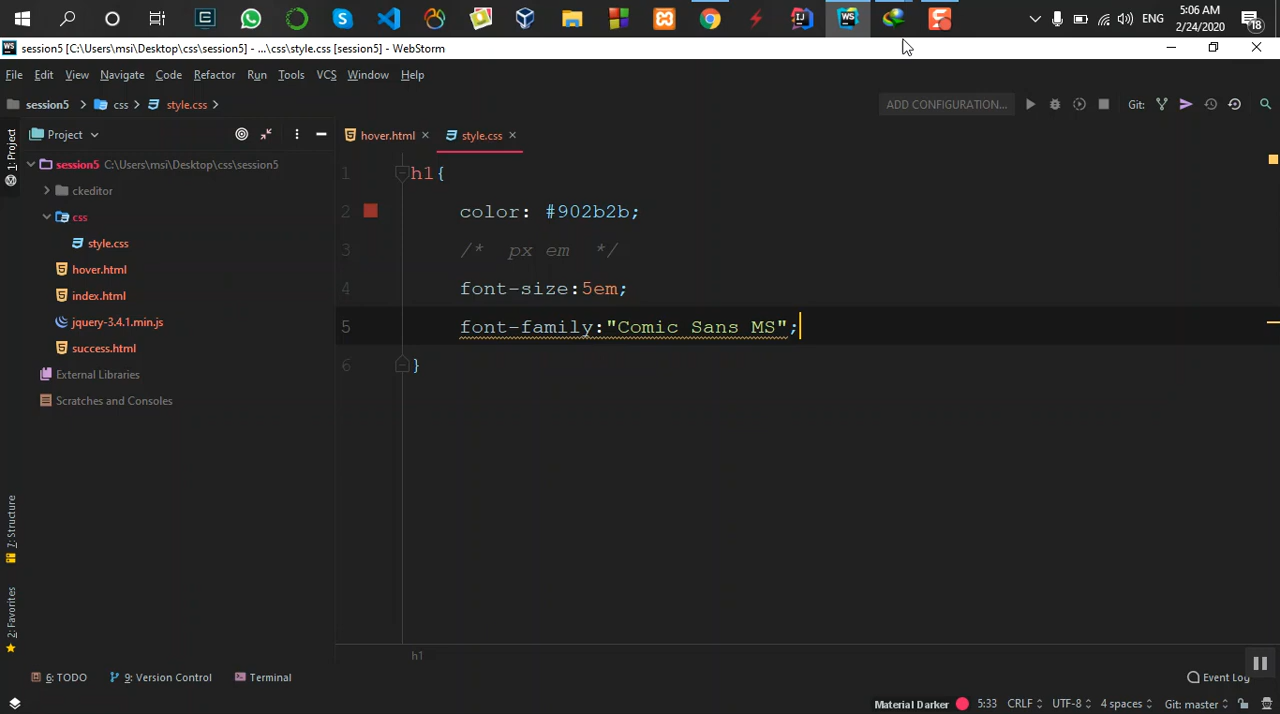 5:06 AM
ENG
2/24/2020
18
WS
session5 [C:\Users\msi\Desktop\css\session5] - ...\css\style.css [session5] - WebStorm
File Edit View Navigate Code Refactor Run Tools VCS Window Help
session5 css style.css
ADD CONFIGURATION... Git:
Project
1: Project
hover.html
style.css
session5 C:\Users\msi\Desktop\css\session5
ckeditor
css
style.css
hover.html
index.html
jquery-3.4.1.min.js
success.html
External Libraries
Scratches and Consoles
1 h1{
2 color: #902b2b;
3 /* px em */
4 font-size:5em;
5 font-family:"Comic Sans MS";
6 }
7: Structure
2: Favorites
h1
6: TODO 9: Version Control Terminal Event Log
Material Darker 5:33 CRLF UTF-8 4 spaces Git: master